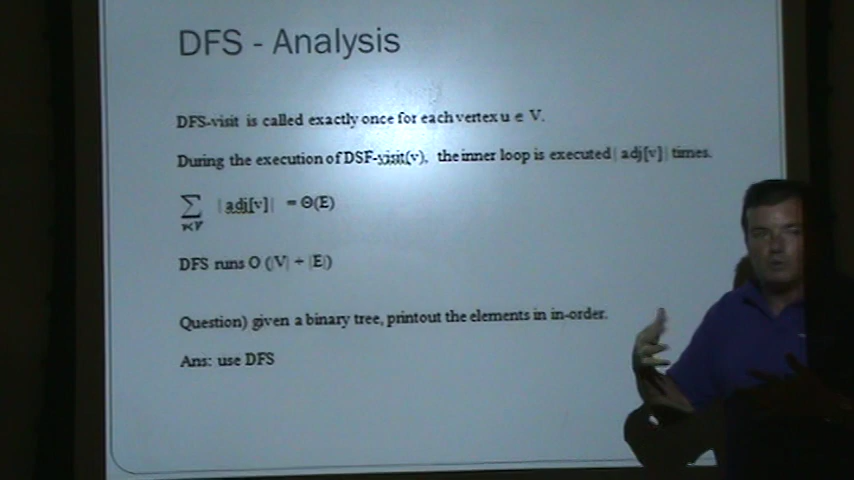 DFS - Analysis
DFS-visit is called exactly once for each vertex u ∈ V.
During the execution of DSF-visit(v), the inner loop is executed | adj[v] | times.
∑ | adj[v] | = Θ(E)
v∈V
DFS runs O (|V| + |E|)
Question) given a binary tree, printout the elements in in-order.
Ans: use DFS